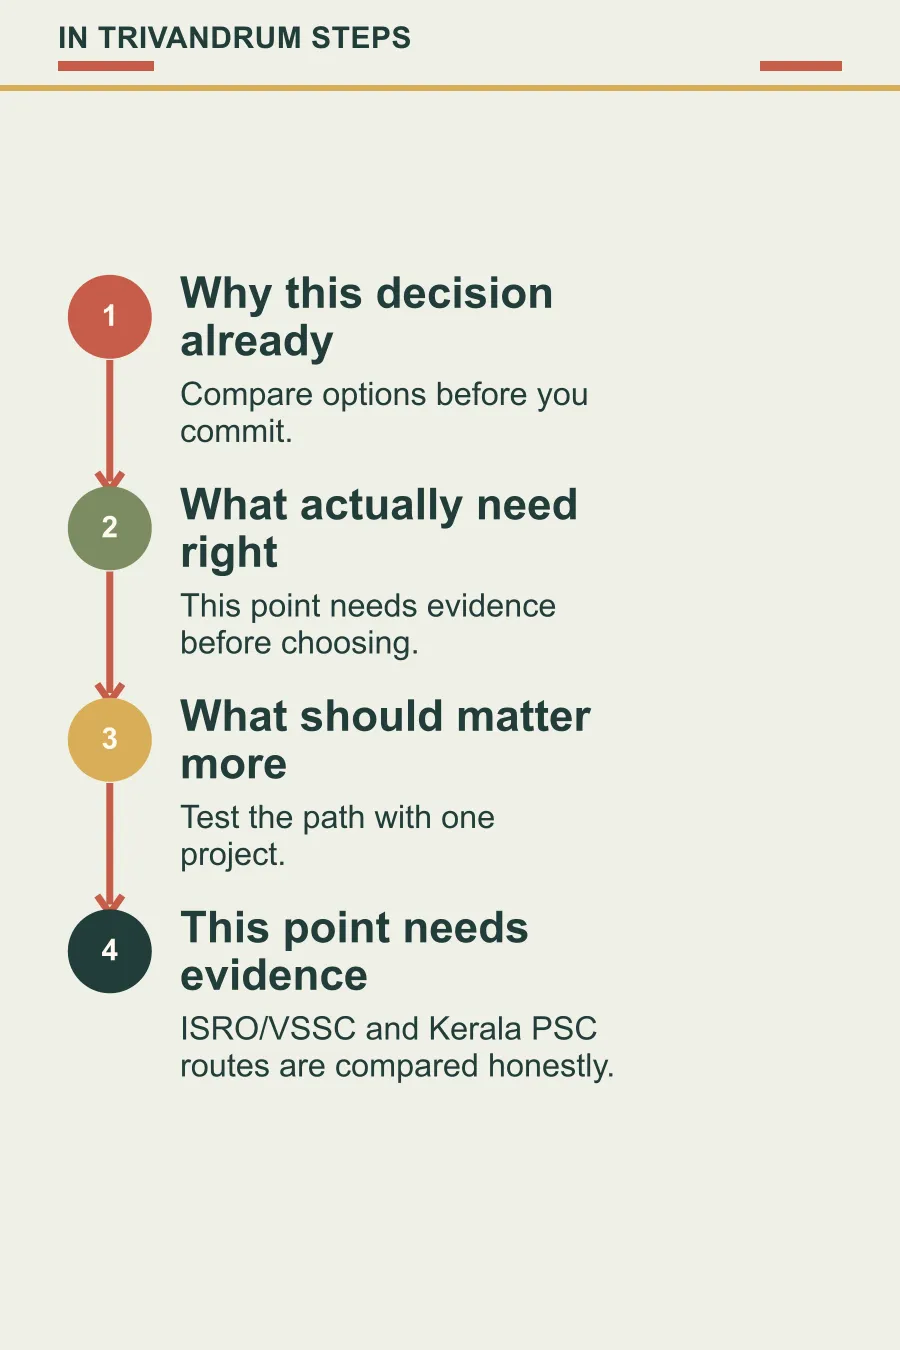 IN TRIVANDRUM STEPS
1
Why this decision
already
Compare options before you
commit.
2
What actually need
right
This point needs evidence
before choosing.
3
What should matter
more
Test the path with one
project.
4
This point needs
evidence
ISRO/VSSC and Kerala PSC
routes are compared honestly.